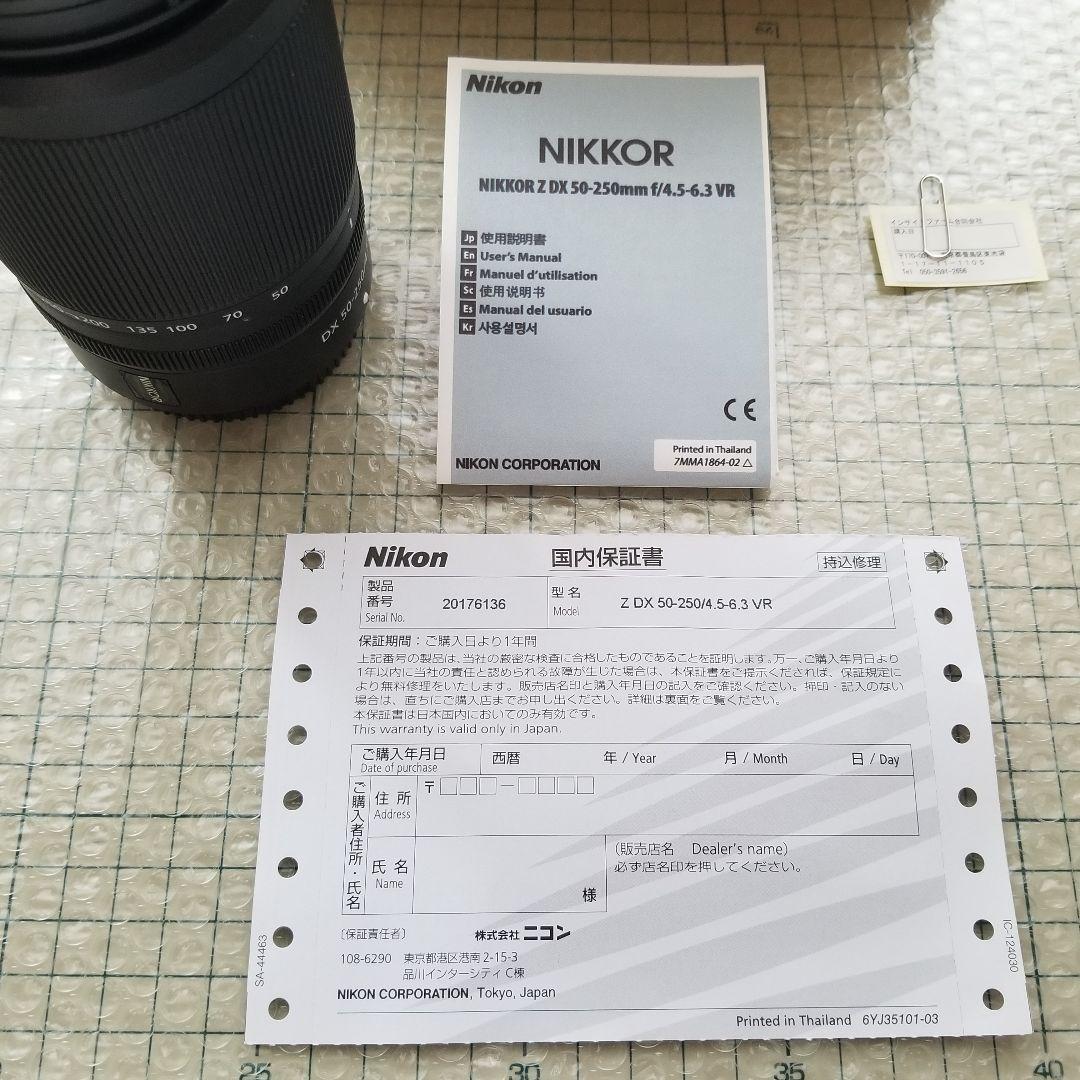 200 135 100 70 50
DX 50-250
NIKKOR
Nikon
NIKKOR
NIKKOR Z DX 50-250mm f/4.5-6.3 VR
Jp 使用説明書
En User's Manual
Fr Manuel d'utilisation
Sc 使用说明书
Es Manual del usuario
Kr 사용설명서
CE
Printed in Thailand
7MMA1864-02 △
NIKON CORPORATION
購入日
1-17-11-1105
Tel 050-3591-2656
Nikon 国内保証書 持込修理
製品番号 Serial No. 20176136 型名 Model Z DX 50-250/4.5-6.3 VR
保証期間：ご購入日より1年間
上記番号の製品は、当社の厳密な検査に合格したものであることを証明します。万一、ご購入年月日より
1年以内に当社の責任と認められる故障が生じた場合は、本保証書をご提示くだされば、保証規定に
より無料修理をいたします。販売店名印と購入年月日の記入をご確認ください。押印・記入のない
場合は、直ちにご購入店までお申し出ください。詳細は裏面をご覧ください。
本保証書は日本国内においてのみ有効です。
This warranty is valid only in Japan.
ご購入年月日 Date of purchase 西暦 年 / Year 月 / Month 日 / Day
ご購入者住所・氏名
住所 Address 〒
氏名 Name 様
(販売店名 Dealer's name)
必ず店名印を押してください。
〔保証責任者〕 株式会社 ニコン
108-6290 東京都港区港南 2-15-3
品川インターシティ C棟
NIKON CORPORATION, Tokyo, Japan
Printed in Thailand 6YJ35101-03
SA-44463
IC-124030
25 30 35 40